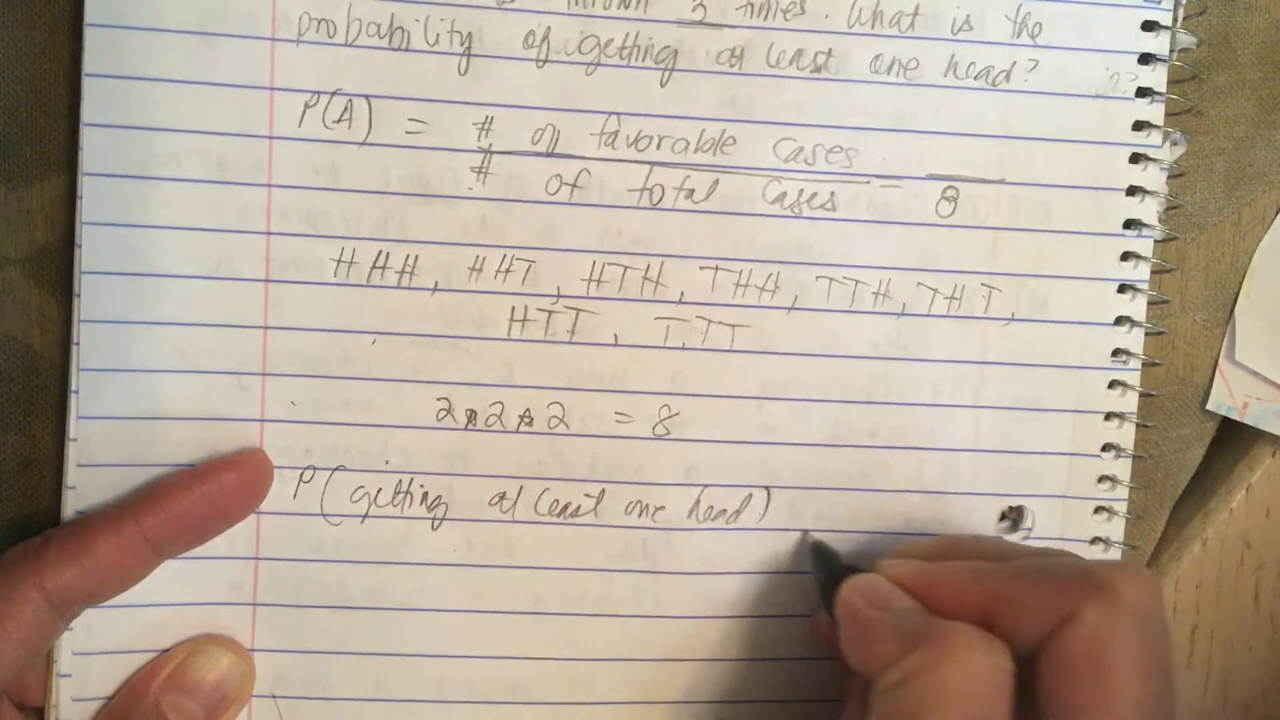 thrown 3 times. What is the
probability of getting at least one head?
P(A) = # of favorable cases
# of total cases = 8
HHH, HHT, HTH, THH, TTH, THT,
HTT, TTT
2*2*2 = 8
P(getting at least one head)